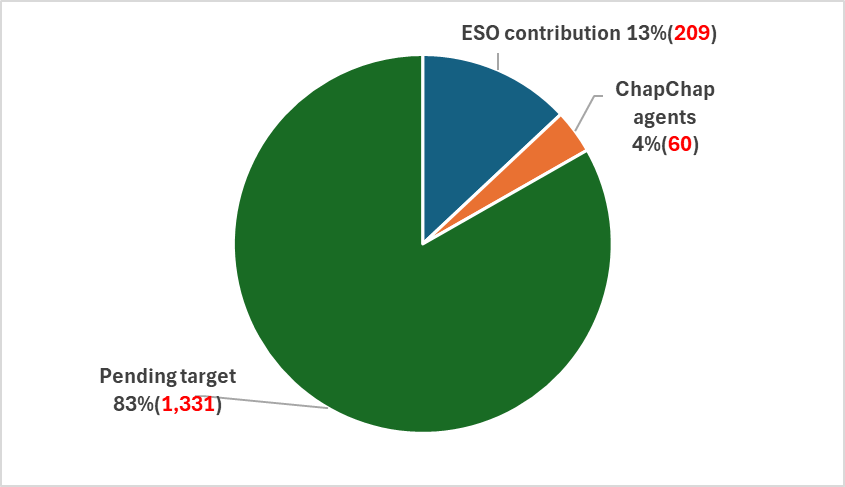 ESO contribution 13%(209)
ChapChap
agents
4%(60)
Pending target
83%(1,331)